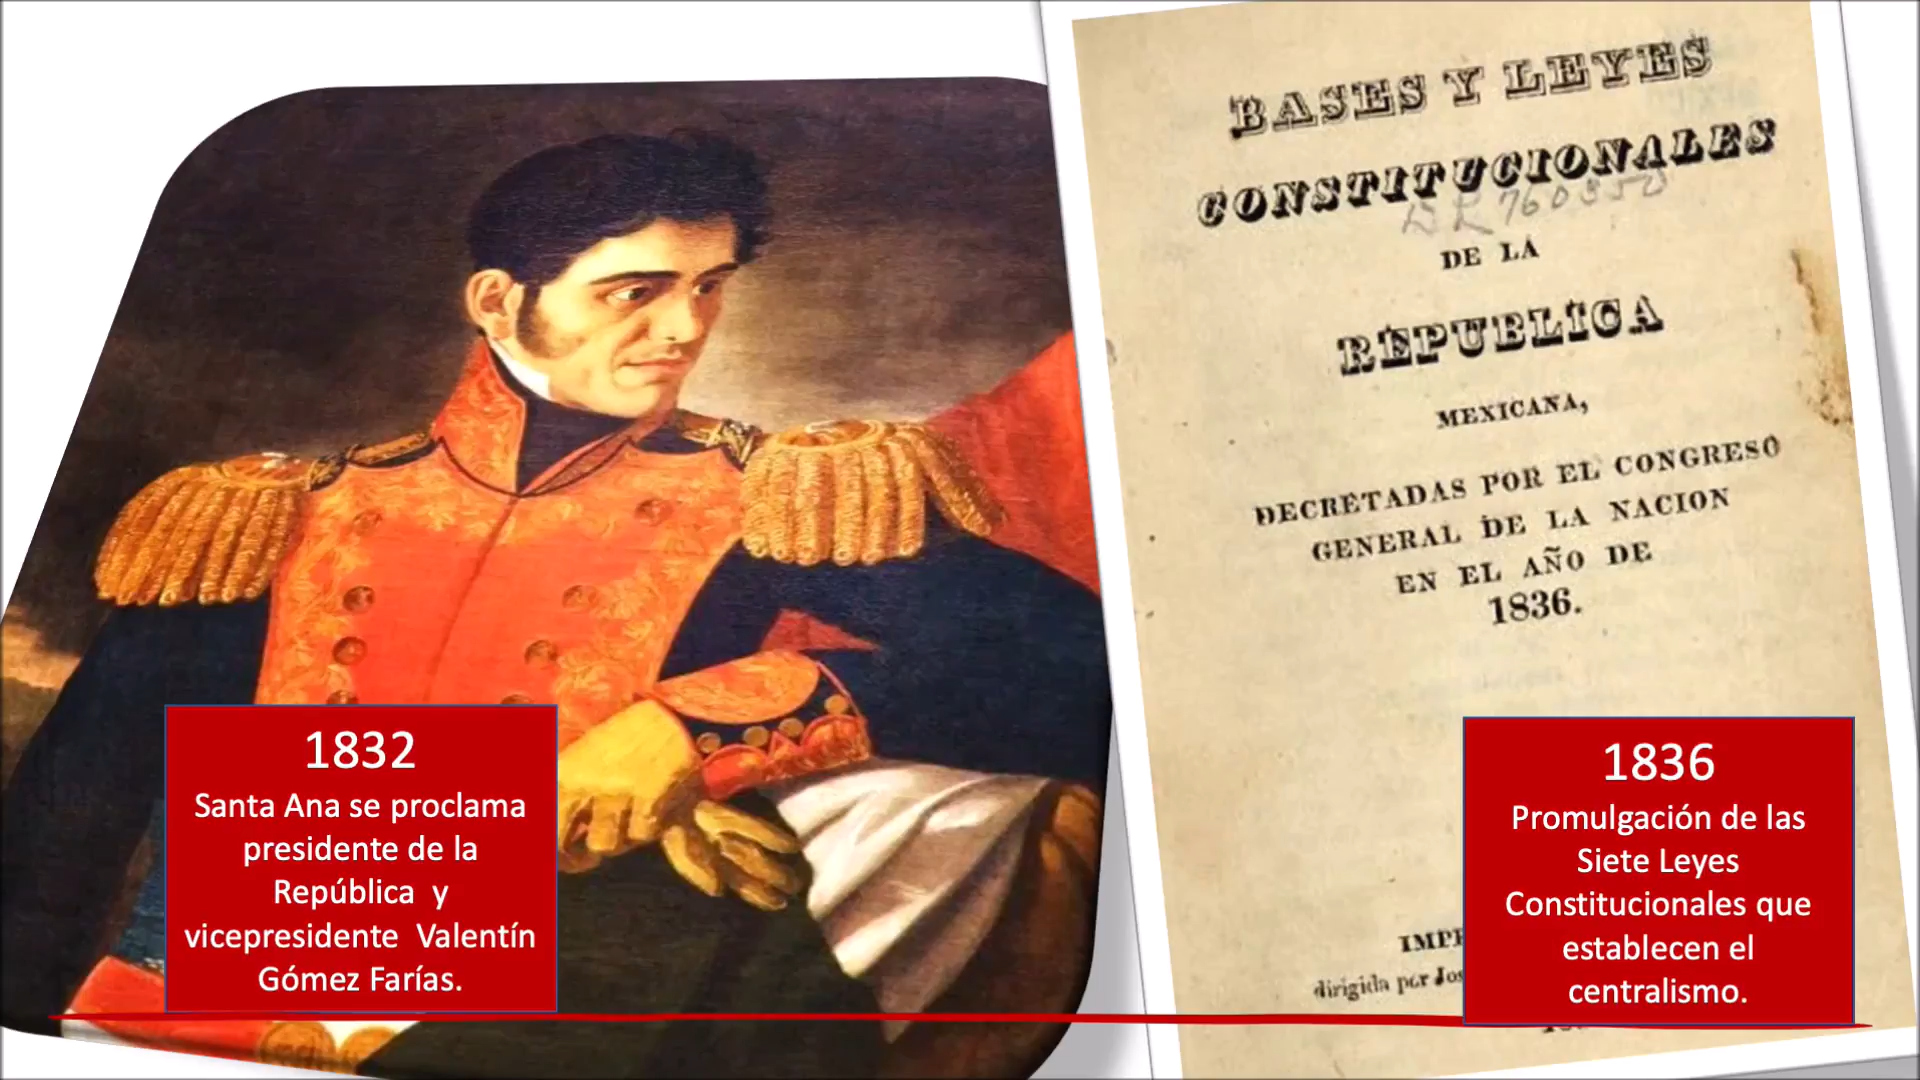 BASES Y LEYES
CONSTITUCIONALES
DE LA
REPUBLICA
MEXICANA,
DECRETADAS POR EL CONGRESO
GENERAL DE LA NACION
EN EL AÑO DE
1836.
dirigida por
1832
Santa Ana se proclama
presidente de la
República y
vicepresidente Valentín
Gómez Farías.
1836
Promulgación de las
Siete Leyes
Constitucionales que
establecen el
centralismo.